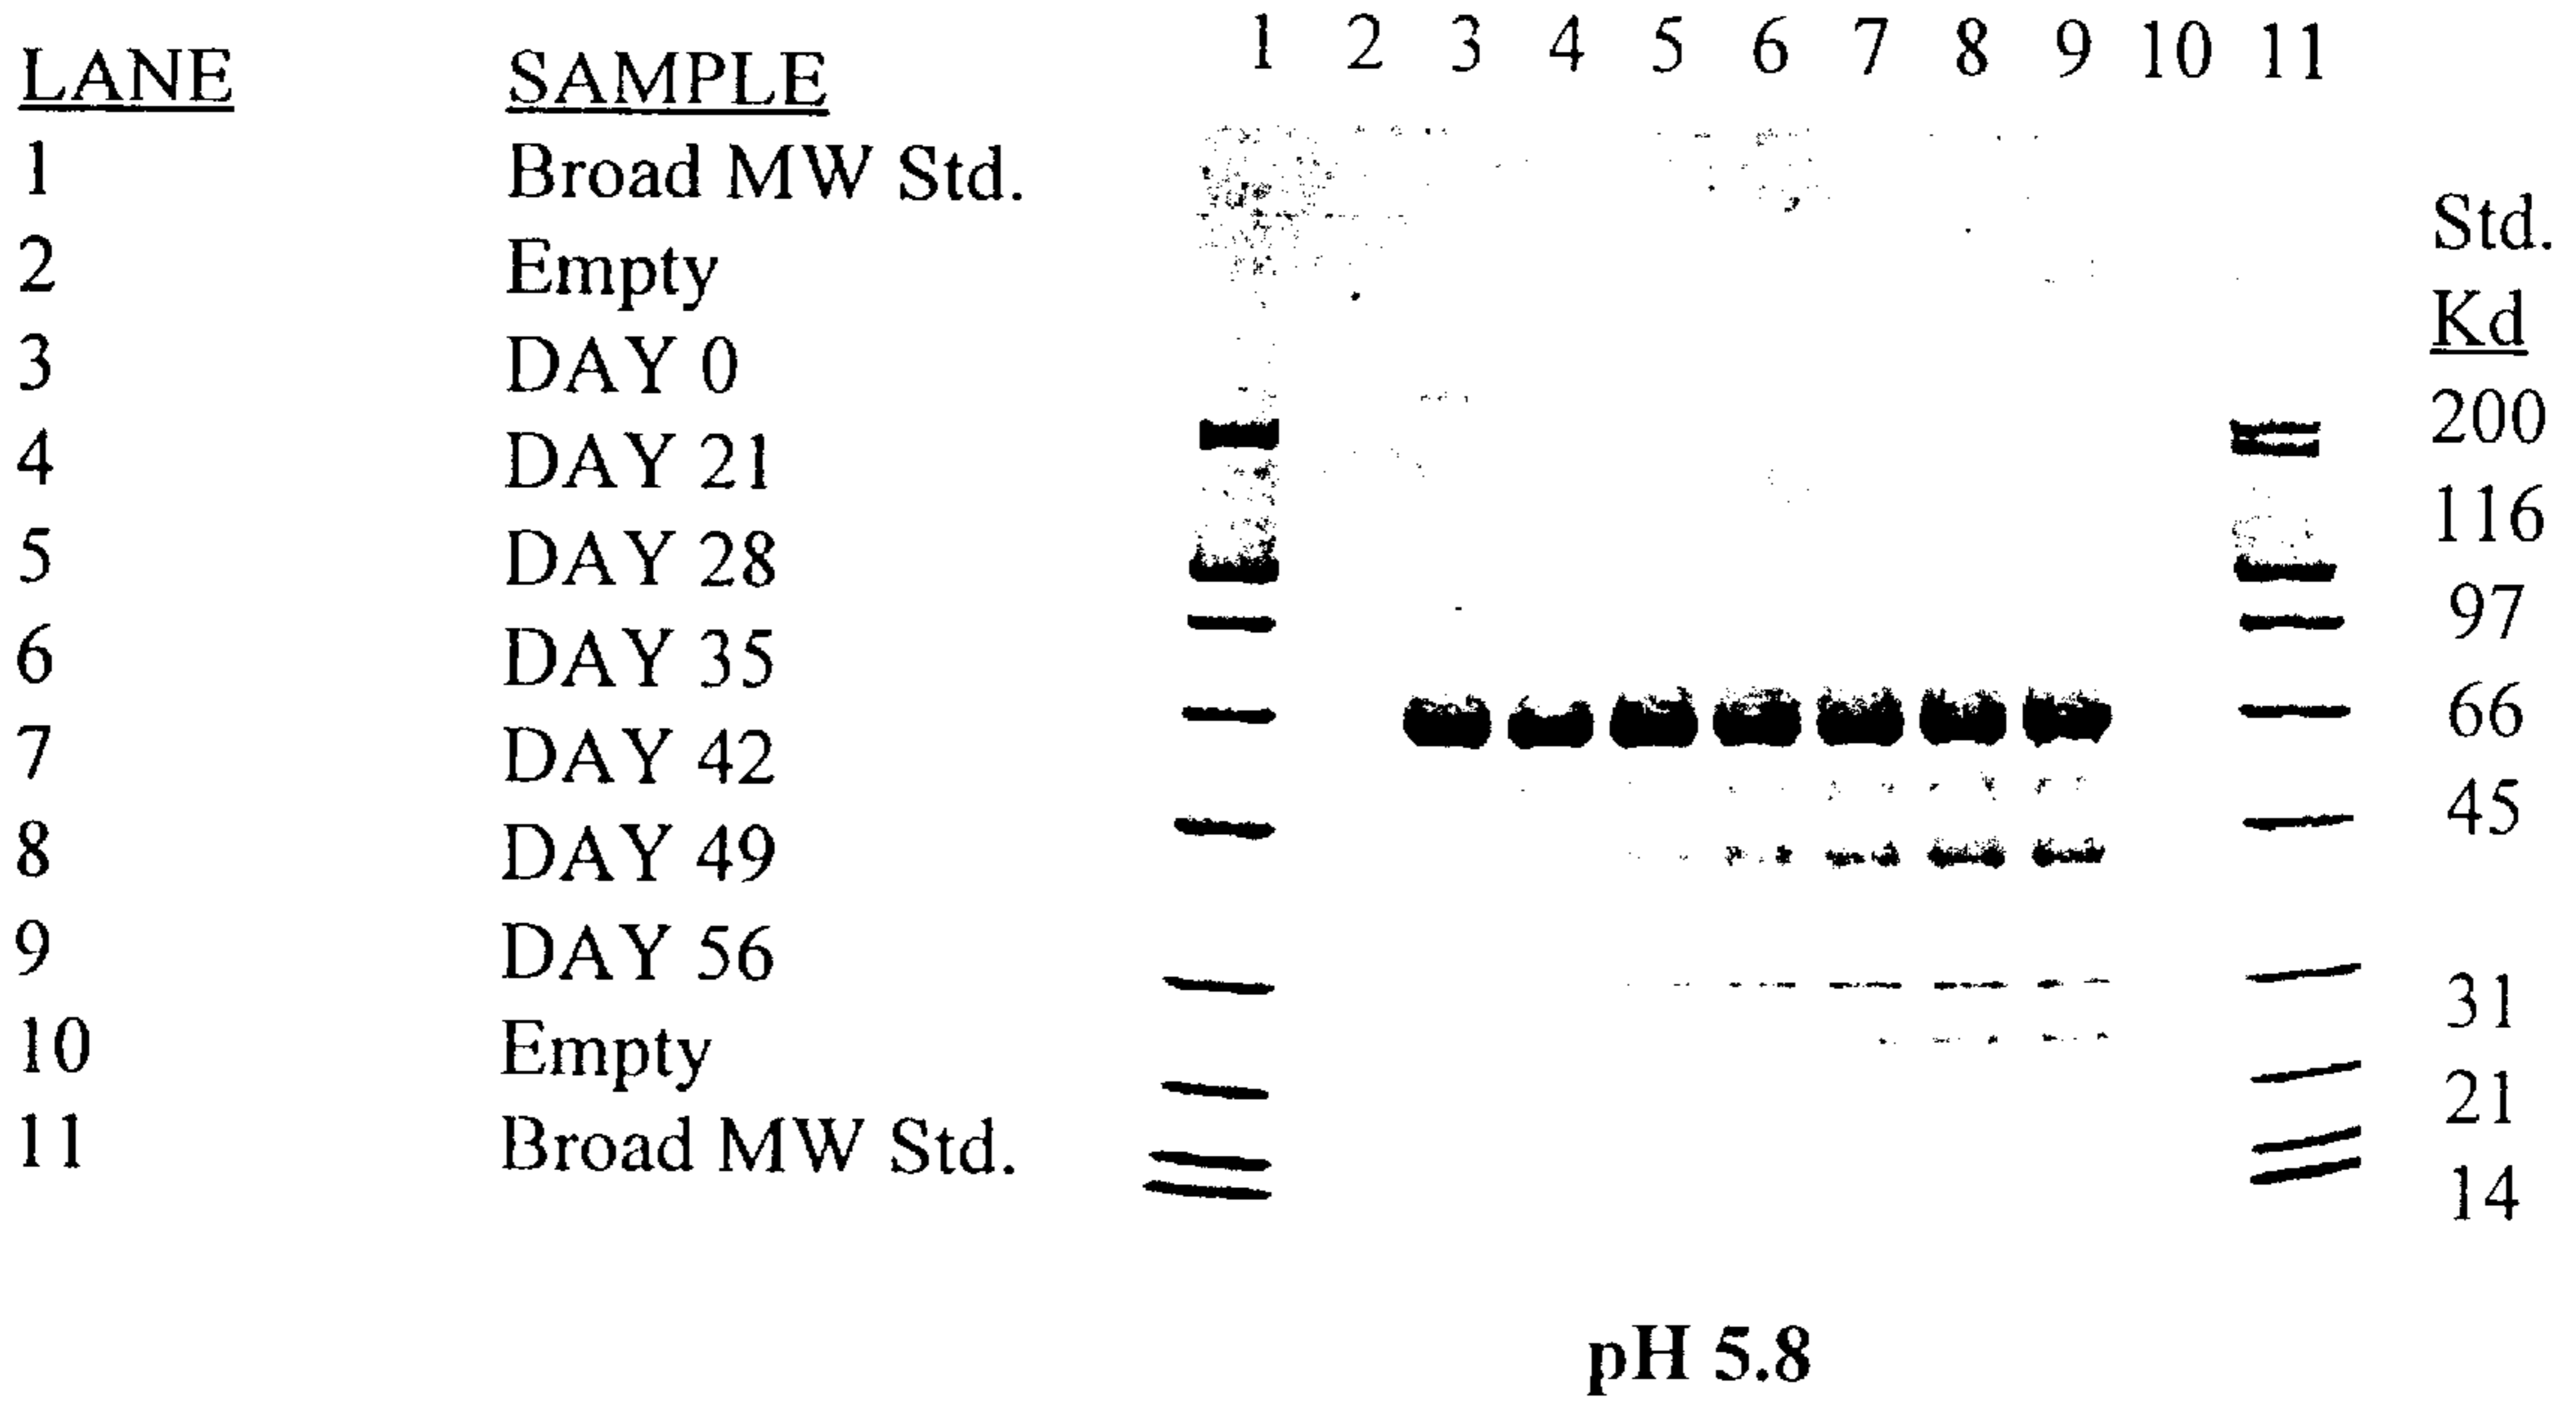 LANE SAMPLE
1 Broad MW Std.
2 Empty
3 DAY 0
4 DAY 21
5 DAY 28
6 DAY 35
7 DAY 42
8 DAY 49
9 DAY 56
10 Empty
11 Broad MW Std.
1 2 3 4 5 6 7 8 9 10 11
Std.
Kd
200
116
97
66
45
31
21
14
pH 5.8